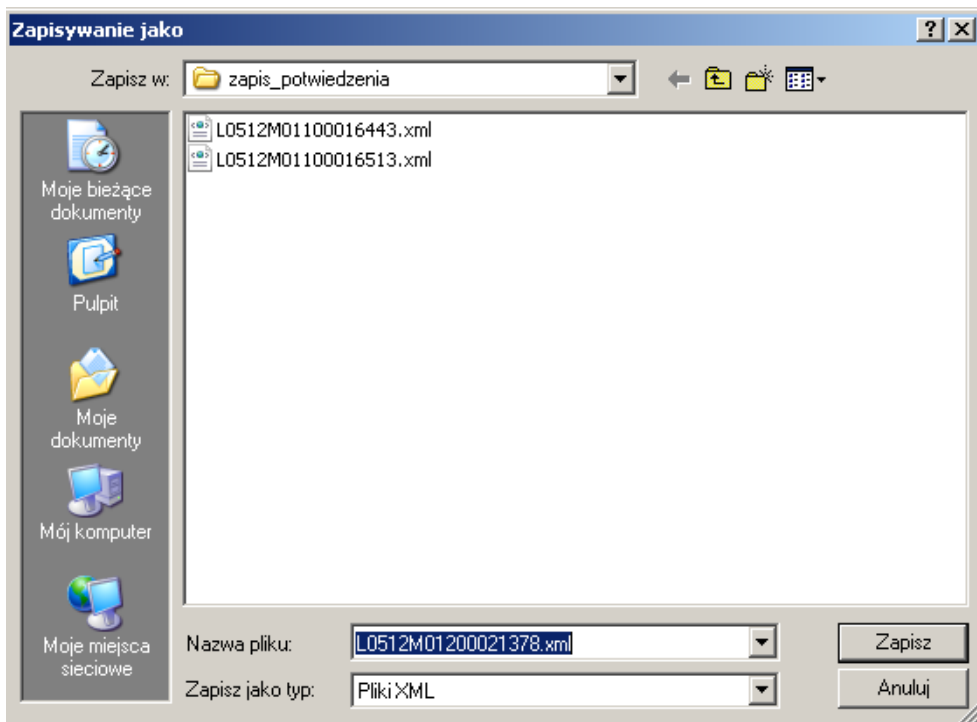 Zapisywanie jako
Zapisz w: zapis_potwiedzenia
L0512M01100016443.xml
L0512M01100016513.xml
Moje bieżące
dokumenty
Pulpit
Moje
dokumenty
Mój komputer
Moje miejsca
sieciowe
Nazwa pliku: L0512M01200021378.xml Zapisz
Zapisz jako typ: Pliki XML Anuluj